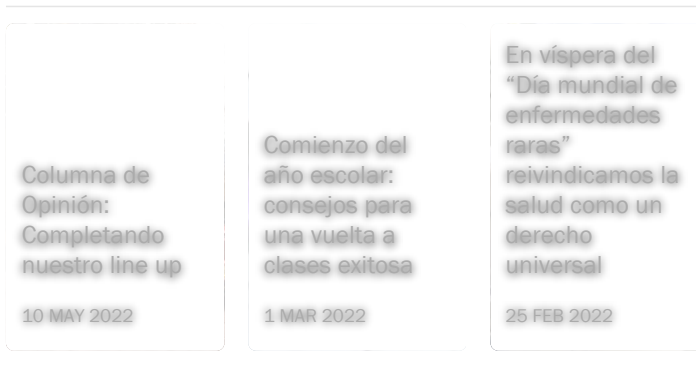 Columna de
Opinión:
Completando
nuestro line up
10 MAY 2022
Comienzo del
año escolar:
consejos para
una vuelta a
clases exitosa
1 MAR 2022
En víspera del
“Día mundial de
enfermedades
raras”
reivindicamos la
salud como un
derecho
universal
25 FEB 2022